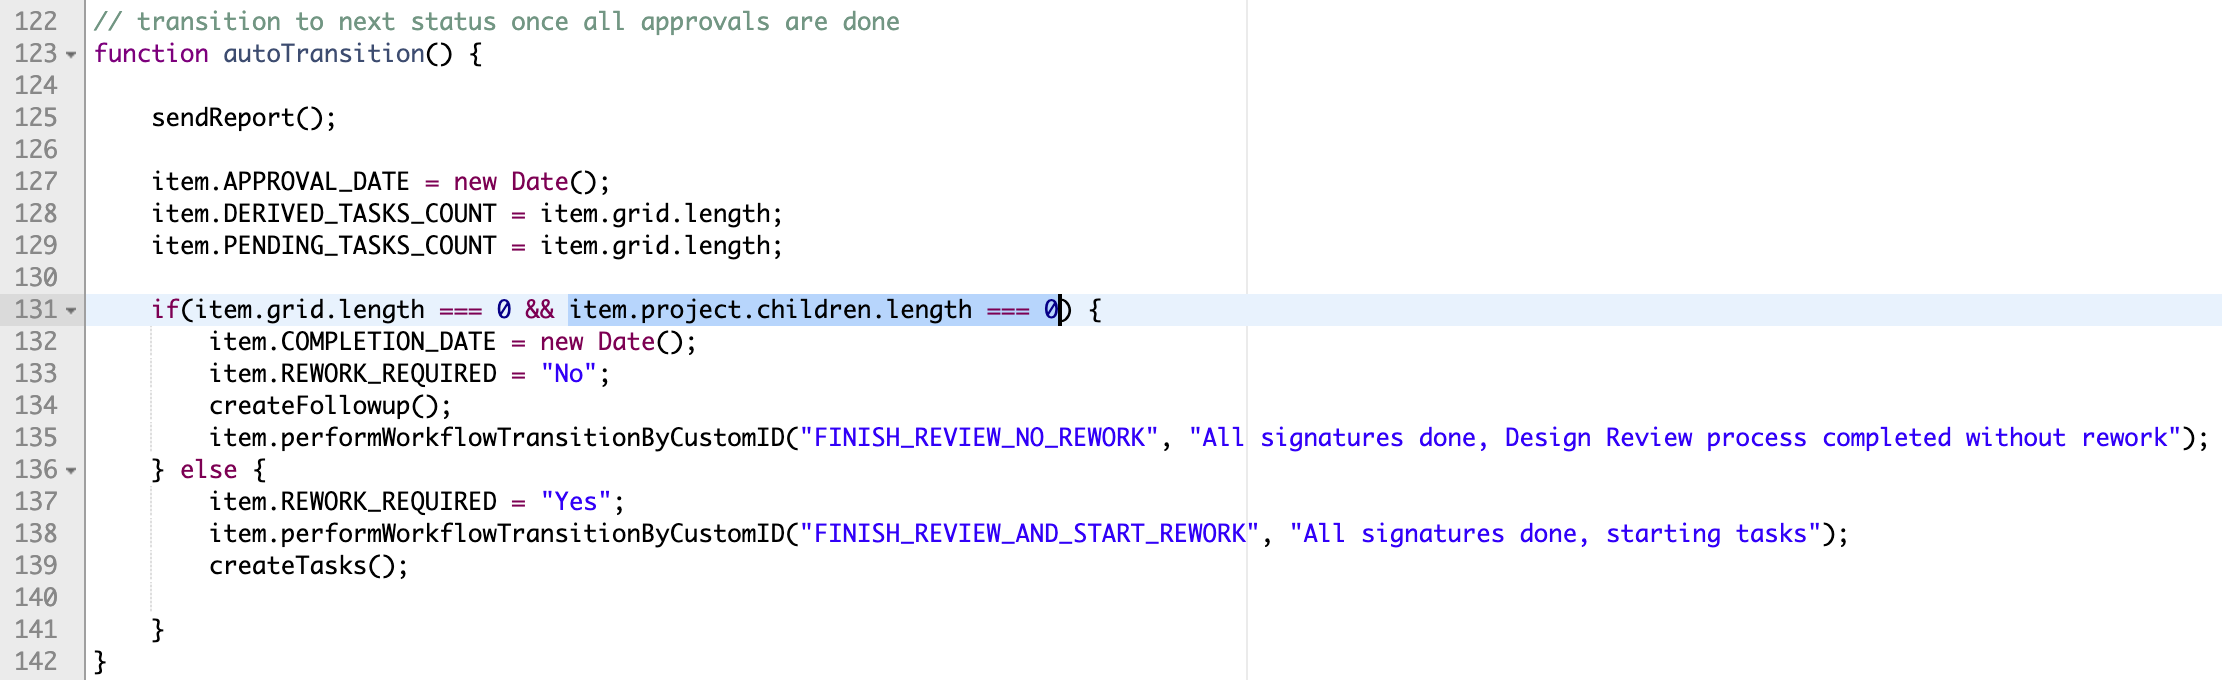 122 // transition to next status once all approvals are done
123 function autoTransition() {
124
125 sendReport();
126
127 item.APPROVAL_DATE = new Date();
128 item.DERIVED_TASKS_COUNT = item.grid.length;
129 item.PENDING_TASKS_COUNT = item.grid.length;
130
131 if(item.grid.length === 0 && item.project.children.length === 0) {
132 item.COMPLETION_DATE = new Date();
133 item.REWORK_REQUIRED = "No";
134 createFollowup();
135 item.performWorkflowTransitionByCustomID("FINISH_REVIEW_NO_REWORK", "All signatures done, Design Review process completed without rework");
136 } else {
137 item.REWORK_REQUIRED = "Yes";
138 item.performWorkflowTransitionByCustomID("FINISH_REVIEW_AND_START_REWORK", "All signatures done, starting tasks");
139 createTasks();
140
141 }
142 }